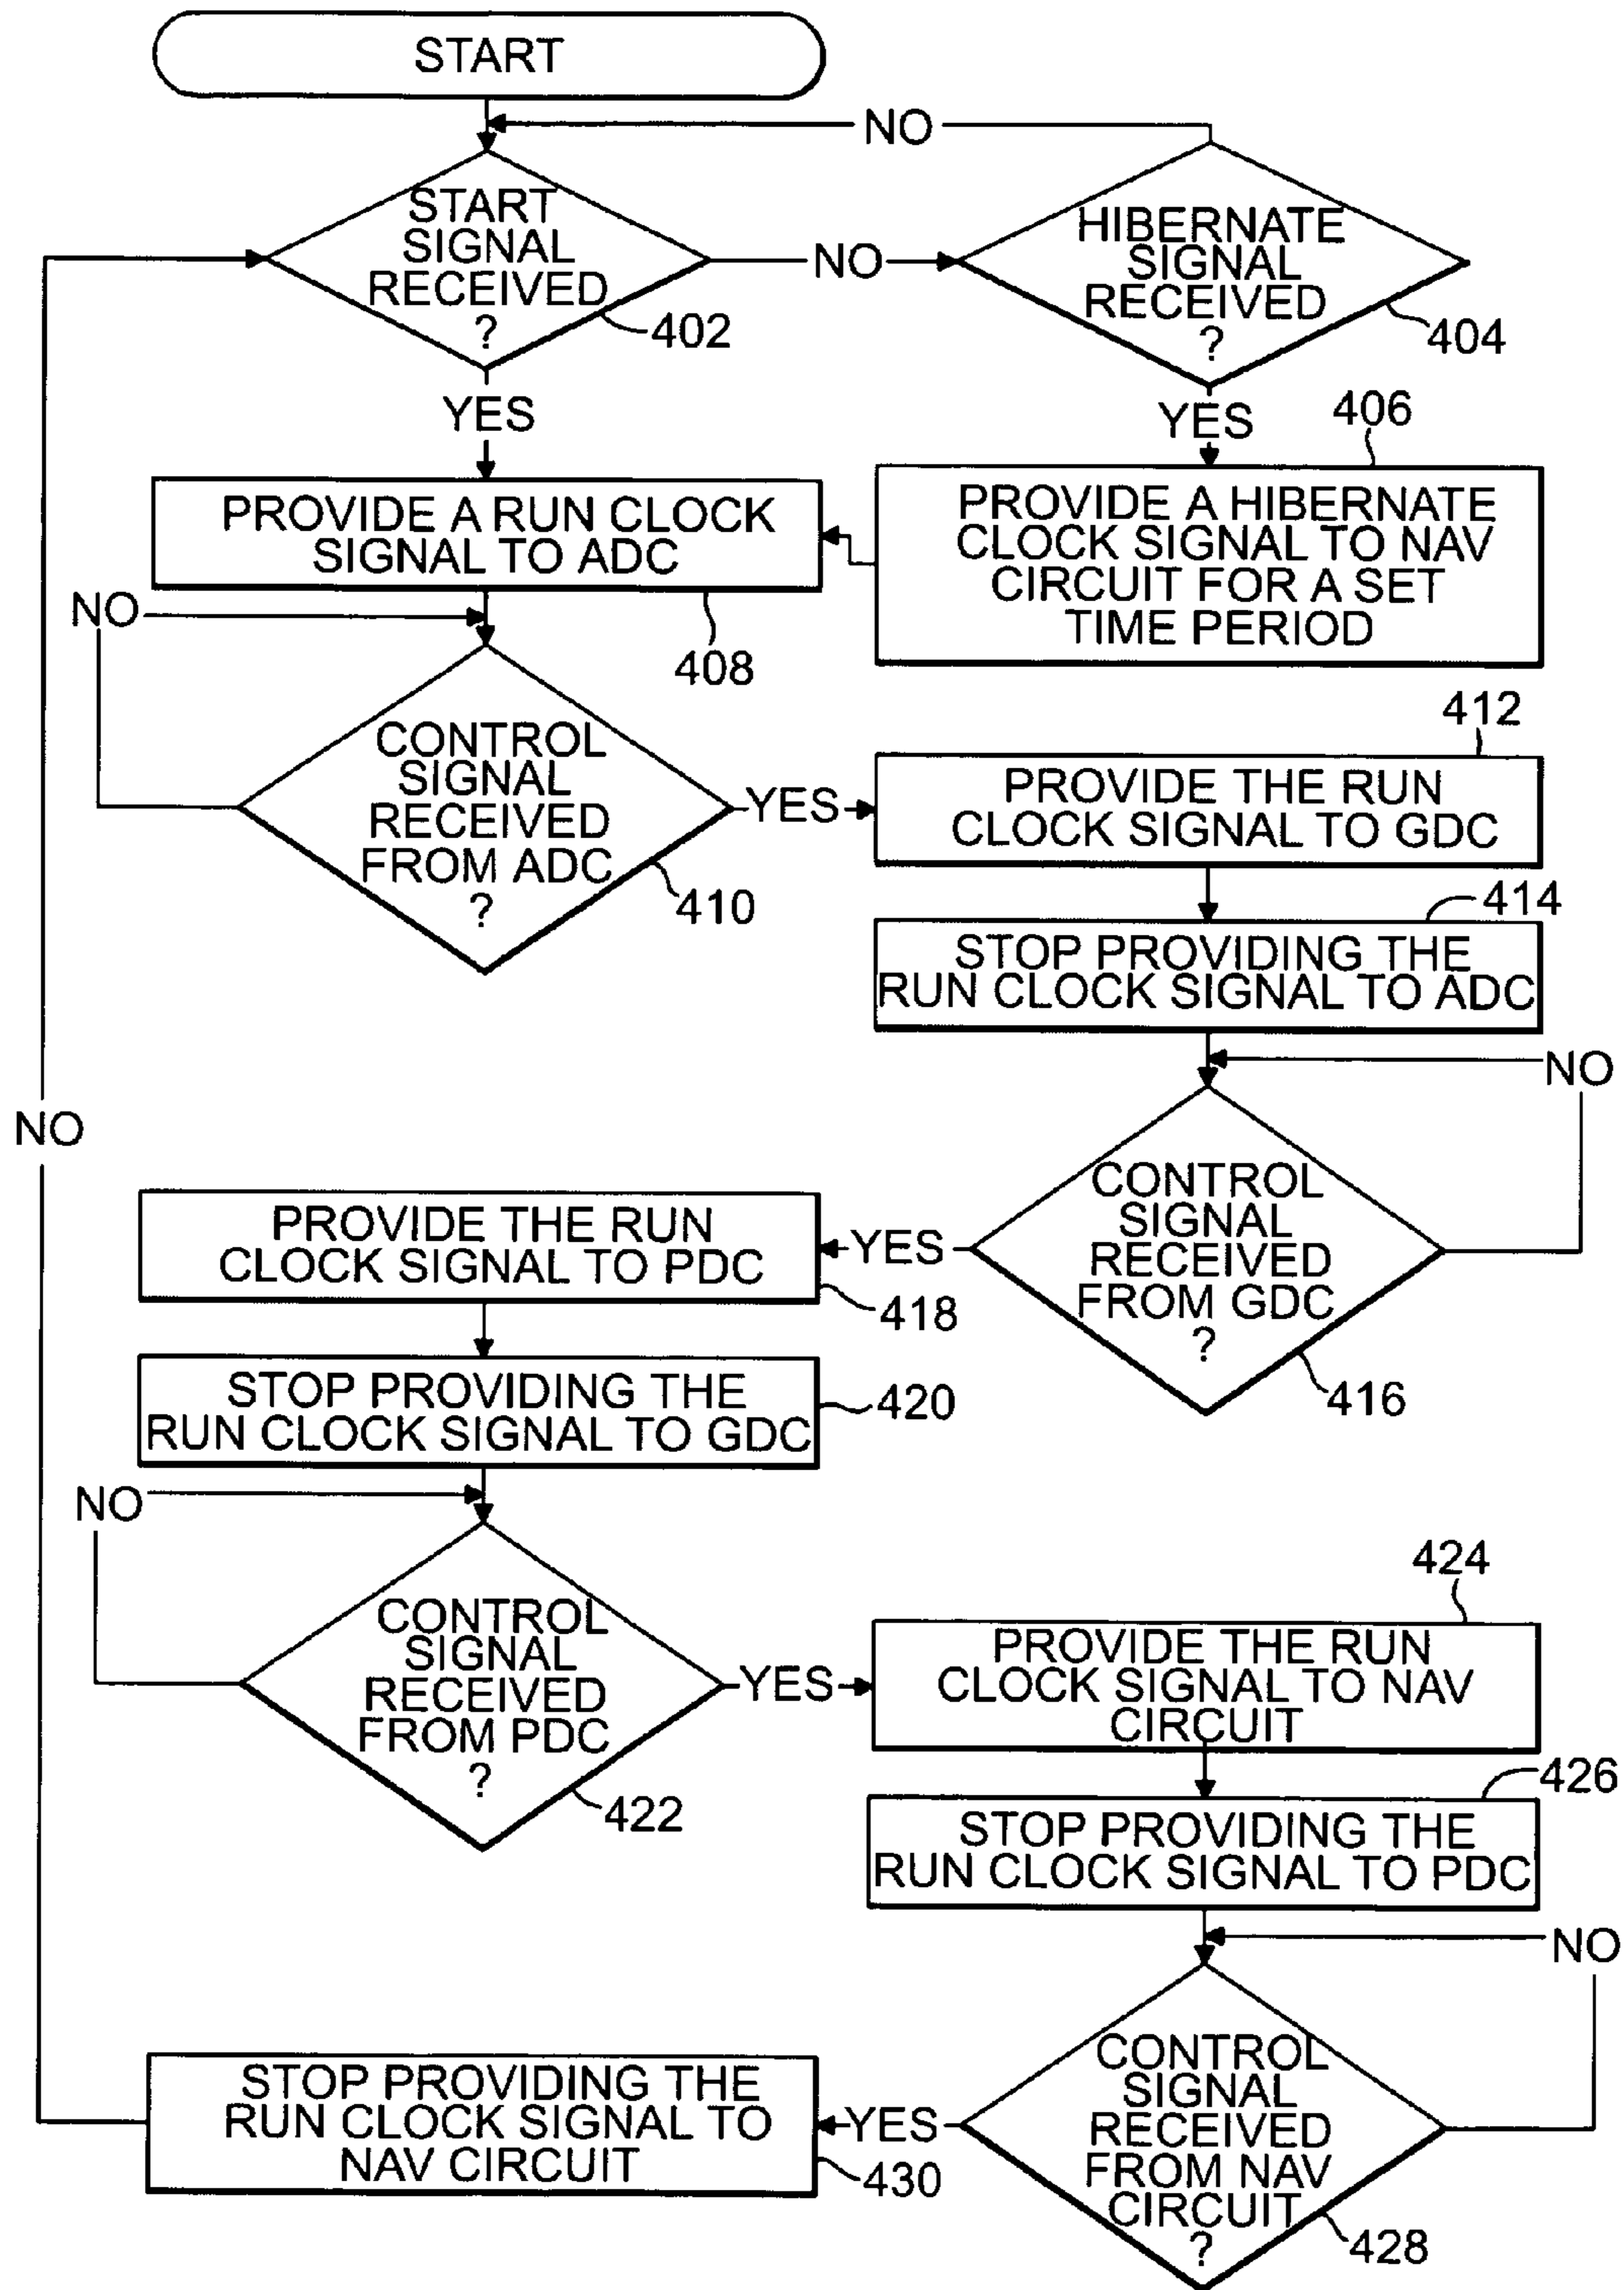 START
NO
START
SIGNAL
RECEIVED
?
402
NO
HIBERNATE
SIGNAL
RECEIVED
?
404
YES
YES
406
PROVIDE A RUN CLOCK
SIGNAL TO ADC
408
PROVIDE A HIBERNATE
CLOCK SIGNAL TO NAV
CIRCUIT FOR A SET
TIME PERIOD
NO
CONTROL
SIGNAL
RECEIVED
FROM ADC
?
410
YES
412
PROVIDE THE RUN
CLOCK SIGNAL TO GDC
414
STOP PROVIDING THE
RUN CLOCK SIGNAL TO ADC
NO
CONTROL
SIGNAL
RECEIVED
FROM GDC
?
416
NO
YES
PROVIDE THE RUN
CLOCK SIGNAL TO PDC
418
STOP PROVIDING THE
RUN CLOCK SIGNAL TO GDC
420
NO
CONTROL
SIGNAL
RECEIVED
FROM PDC
?
422
YES
424
PROVIDE THE RUN
CLOCK SIGNAL TO NAV
CIRCUIT
426
STOP PROVIDING THE
RUN CLOCK SIGNAL TO PDC
NO
CONTROL
SIGNAL
RECEIVED
FROM NAV
CIRCUIT
?
428
YES
STOP PROVIDING THE
RUN CLOCK SIGNAL TO
NAV CIRCUIT
430